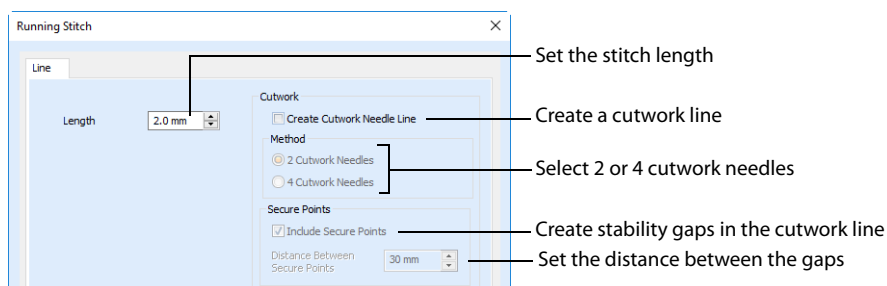 Running Stitch
Line
Set the stitch length
Cutwork
Length 2.0 mm
Create Cutwork Needle Line
Create a cutwork line
Method
2 Cutwork Needles
Select 2 or 4 cutwork needles
4 Cutwork Needles
Secure Points
Include Secure Points
Create stability gaps in the cutwork line
Distance Between
Secure Points
30 mm
Set the distance between the gaps